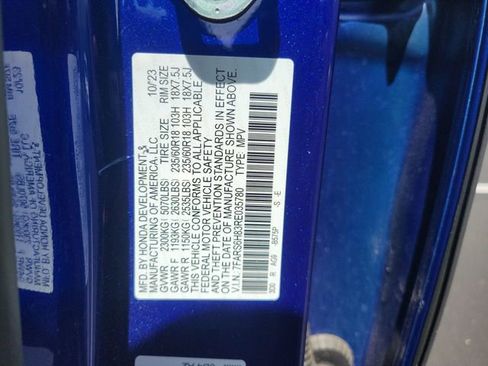 MFD. BY HONDA DEVELOPMENT &
MANUFACTURING OF AMERICA, LLC 10/23
GVWR 2300KG 5070LBS TIRE SIZE RIM SIZE
GAWR F 1193KG 2630LBS 235/60R18 103H 18X7.5J
GAWR R 1150KG 2535LBS 235/60R18 103H 18X7.5J
THIS VEHICLE CONFORMS TO ALL APPLICABLE
FEDERAL MOTOR VEHICLE SAFETY
AND THEFT PREVENTION STANDARDS IN EFFECT
ON THE DATE OF MANUFACTURE SHOWN ABOVE.
V.I.N.: 7FARS6H83RE035780 TYPE: MPV